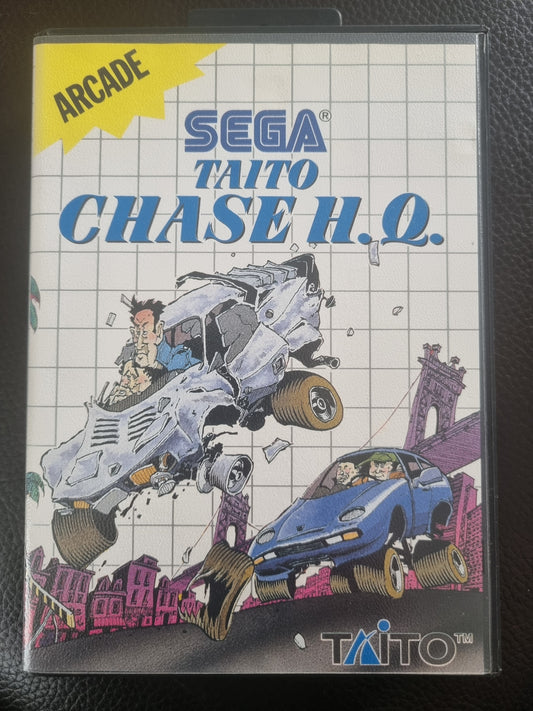 ARCADE
SEGA®
TAITO
CHASE H.Q.
TAITO™